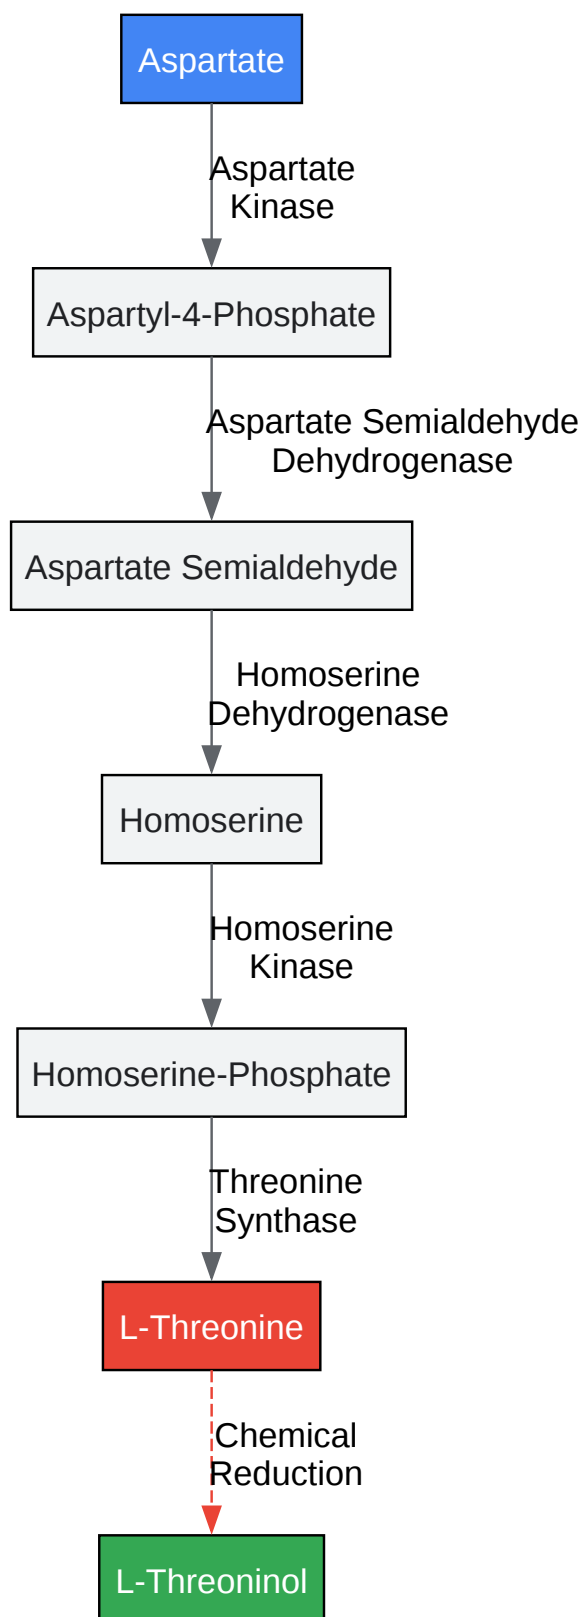 Aspartate
Aspartate
Kinase
Aspartyl-4-Phosphate
Aspartate Semialdehyde
Dehydrogenase
Aspartate Semialdehyde
Homoserine
Dehydrogenase
Homoserine
Homoserine
Kinase
Homoserine-Phosphate
Threonine
Synthase
L-Threonine
Chemical
Reduction
L-Threoninol